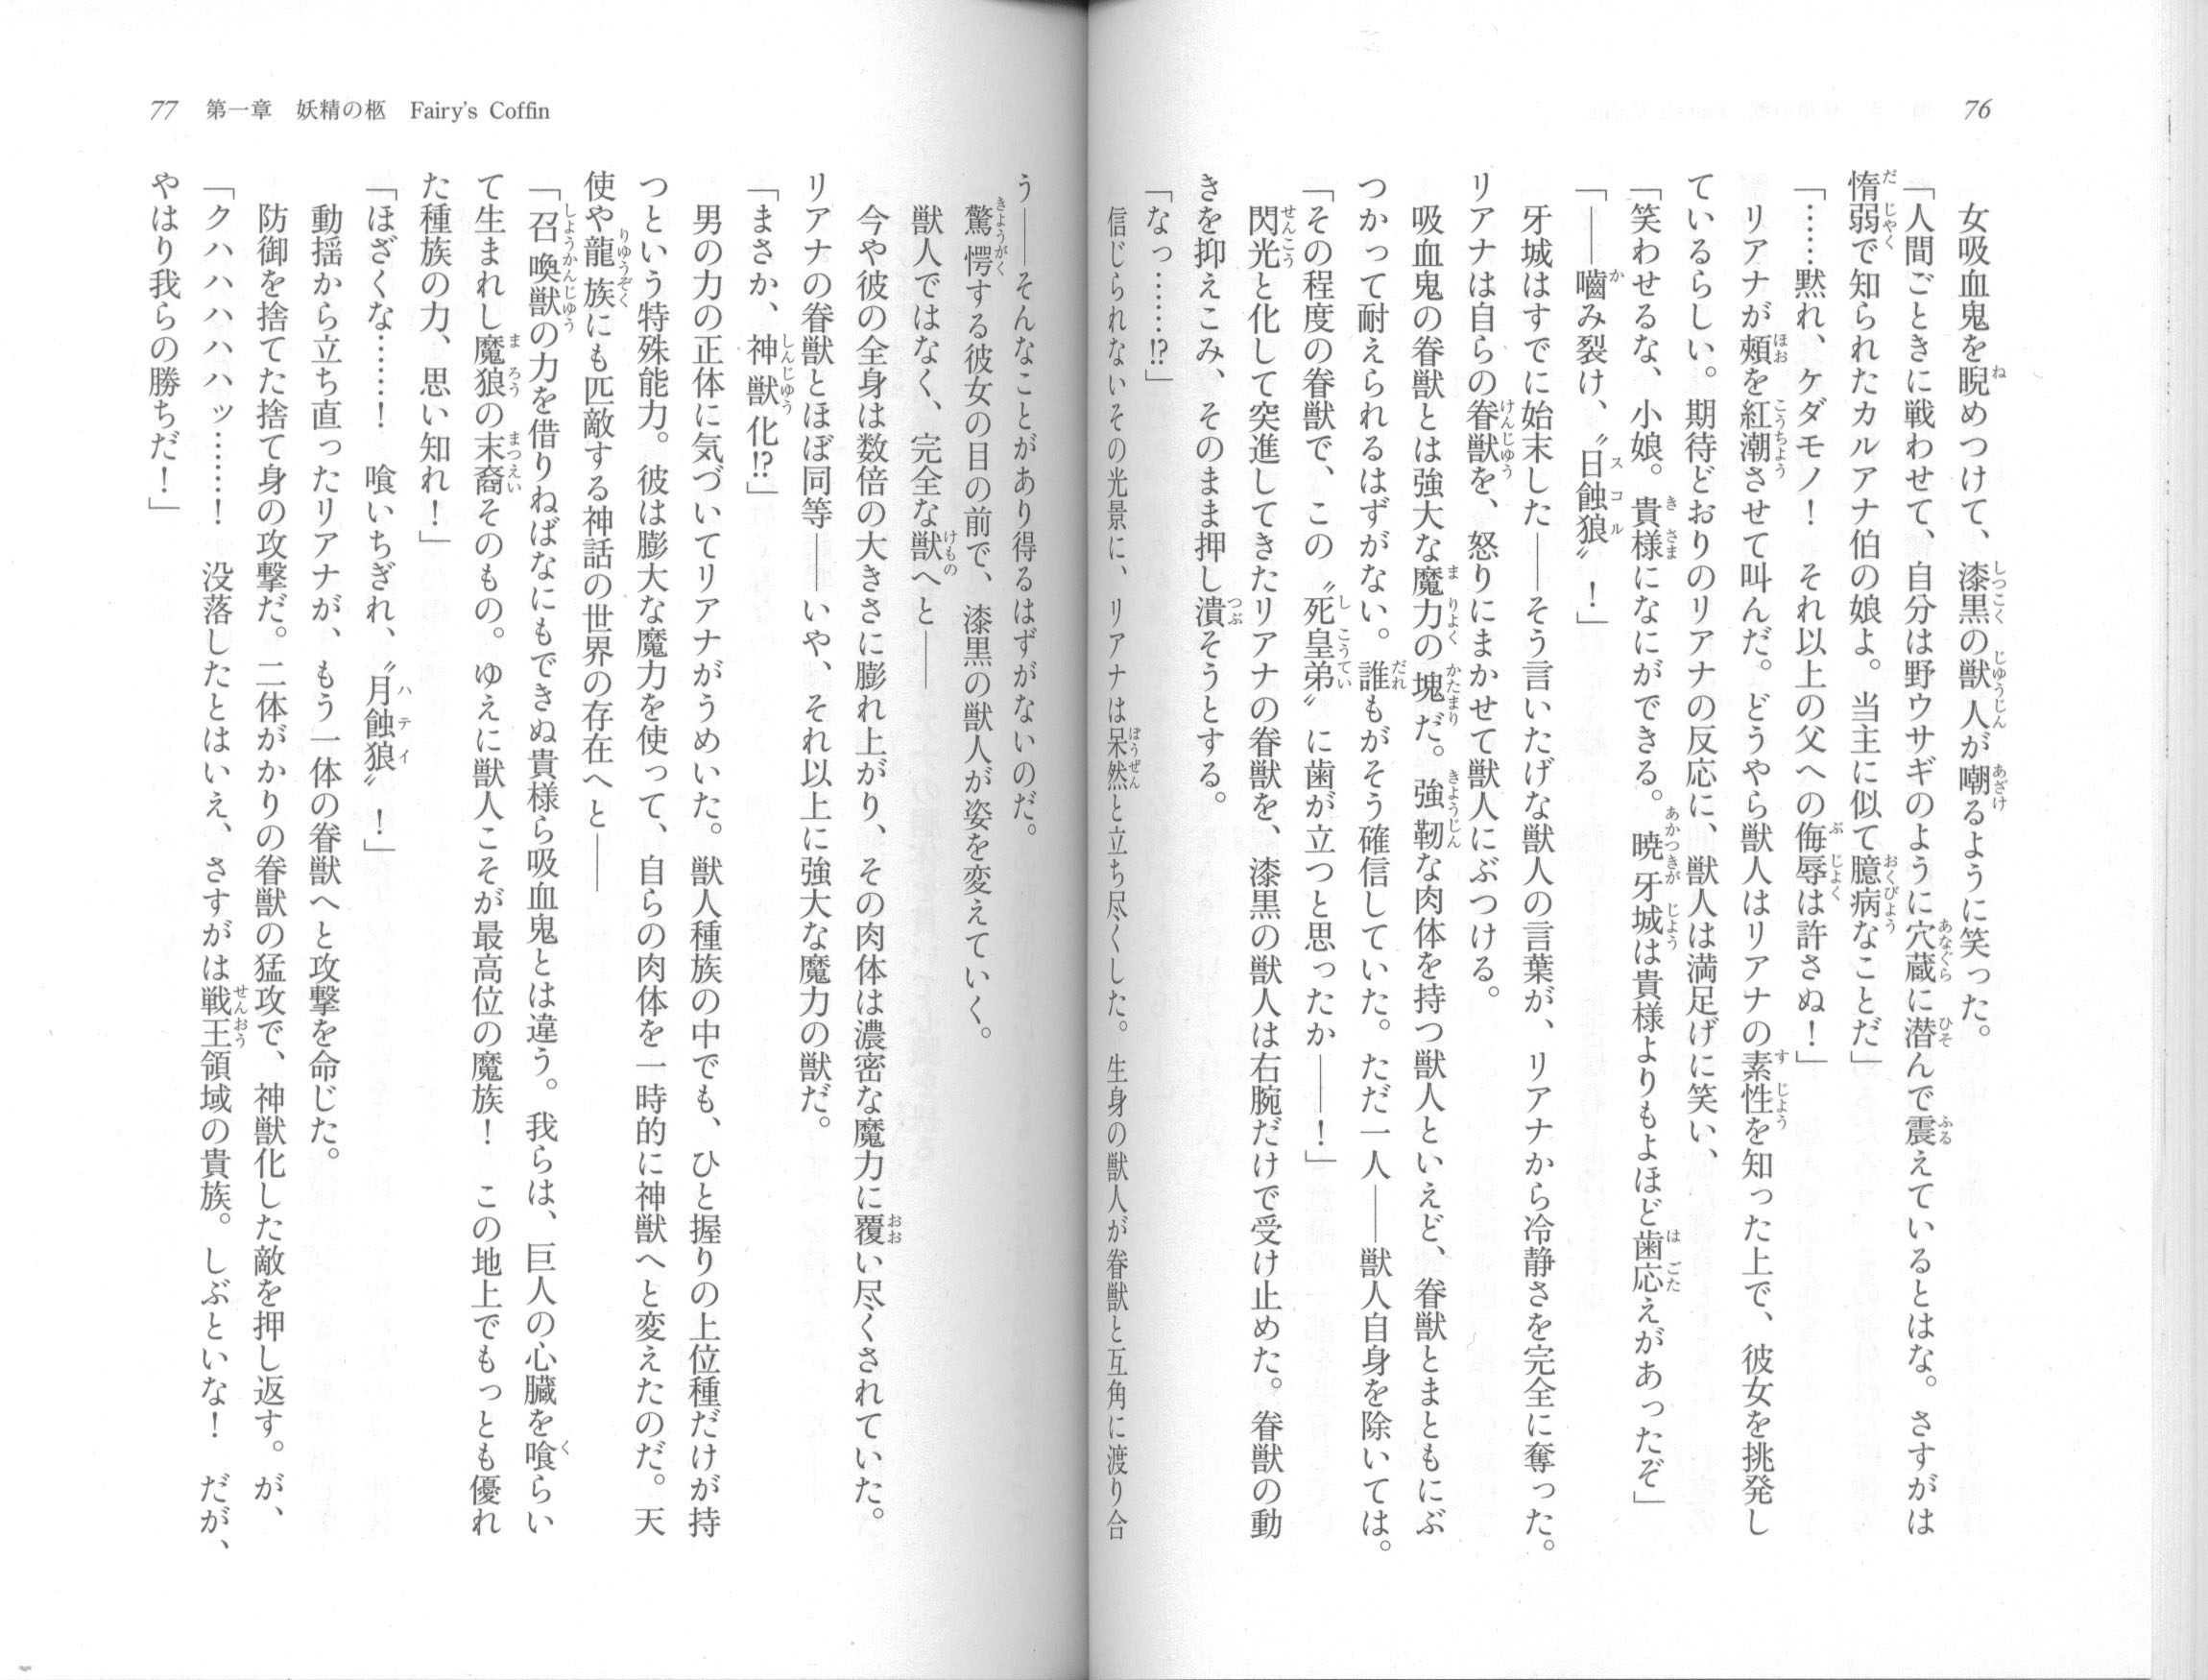 76
女吸血鬼を睨めつけて、漆黒の獣人が嘲るように笑った。
「人間ごときに戦わせて、自分は野ウサギのように穴蔵に潜んで震えているとはな。さすがは
惰弱で知られたカルアナ伯の娘よ。当主に似て臆病なことだ」
「……黙れ、ケダモノ！　それ以上の父への侮辱は許さぬ！」
リアナが頰を紅潮させて叫んだ。どうやら獣人はリアナの素性を知った上で、彼女を挑発し
ているらしい。期待どおりのリアナの反応に、獣人は満足げに笑い、
「笑わせるな、小娘。貴様になにができる。暁牙城は貴様よりもよほど歯応えがあったぞ」
「――嚙み裂け、〝日蝕狼〟！」
牙城はすでに始末した――そう言いたげな獣人の言葉が、リアナから冷静さを完全に奪った。
リアナは自らの眷獣を、怒りにまかせて獣人にぶつける。
吸血鬼の眷獣とは強大な魔力の塊だ。強靭な肉体を持つ獣人といえど、眷獣とまともにぶ
つかって耐えられるはずがない。誰もがそう確信していた。ただ一人――獣人自身を除いては。
「その程度の眷獣で、この〝死皇弟〟に歯が立つと思ったか――！」
閃光と化して突進してきたリアナの眷獣を、漆黒の獣人は右腕だけで受け止めた。眷獣の動
きを抑えこみ、そのまま押し潰そうとする。
「なっ……⁉」
信じられないその光景に、リアナは呆然と立ち尽くした。生身の獣人が眷獣と互角に渡り合
77　第一章　妖精の柩　Fairy's Coffin
う――そんなことがあり得るはずがないのだ。
驚愕する彼女の目の前で、漆黒の獣人が姿を変えていく。
獣人ではなく、完全な獣へと――
今や彼の全身は数倍の大きさに膨れ上がり、その肉体は濃密な魔力に覆い尽くされていた。
リアナの眷獣とほぼ同等――いや、それ以上に強大な魔力の獣だ。
「まさか、神獣化⁉」
男の力の正体に気づいてリアナがうめいた。獣人種族の中でも、ひと握りの上位種だけが持
つという特殊能力。彼は膨大な魔力を使って、自らの肉体を一時的に神獣へと変えたのだ。天
使や龍族にも匹敵する神話の世界の存在へと――
「召喚獣の力を借りねばなにもできぬ貴様ら吸血鬼とは違う。我らは、巨人の心臓を喰らい
て生まれし魔狼の末裔そのもの。ゆえに獣人こそが最高位の魔族！　この地上でもっとも優れ
た種族の力、思い知れ！」
「ほざくな……！　喰いちぎれ、〝月蝕狼〟！」
動揺から立ち直ったリアナが、もう一体の眷獣へと攻撃を命じた。
防御を捨てた捨て身の攻撃だ。二体がかりの眷獣の猛攻で、神獣化した敵を押し返す。が、
「クハハハハハッ……！　没落したとはいえ、さすがは戦王領域の貴族。しぶといな！　だが、
やはり我らの勝ちだ！」